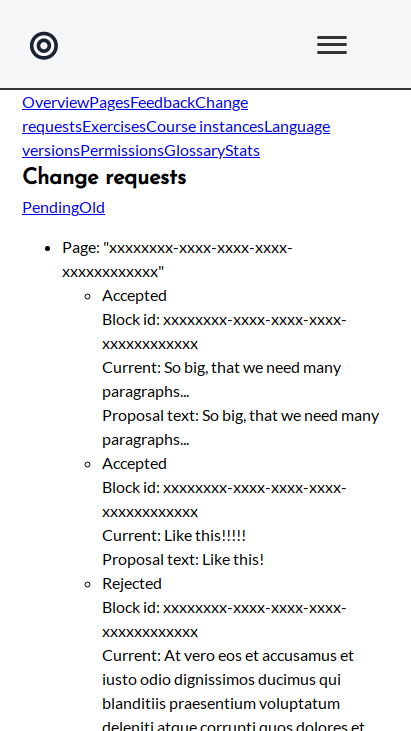 OverviewPagesFeedbackChange
requestsExercisesCourse instancesLanguage
versionsPermissionsGlossaryStats
Change requests
PendingOld
Page: "xxxxxxxx-xxxx-xxxx-xxxx-
xxxxxxxxxxxx"
Accepted
Block id: xxxxxxxx-xxxx-xxxx-xxxx-
xxxxxxxxxxxx
Current: So big, that we need many
paragraphs...
Proposal text: So big, that we need many
paragraphs...
Accepted
Block id: xxxxxxxx-xxxx-xxxx-xxxx-
xxxxxxxxxxxx
Current: Like this!!!!!
Proposal text: Like this!
Rejected
Block id: xxxxxxxx-xxxx-xxxx-xxxx-
xxxxxxxxxxxx
Current: At vero eos et accusamus et
iusto odio dignissimos ducimus qui
blanditiis praesentium voluptatum
deleniti atque corrupti quos dolores et